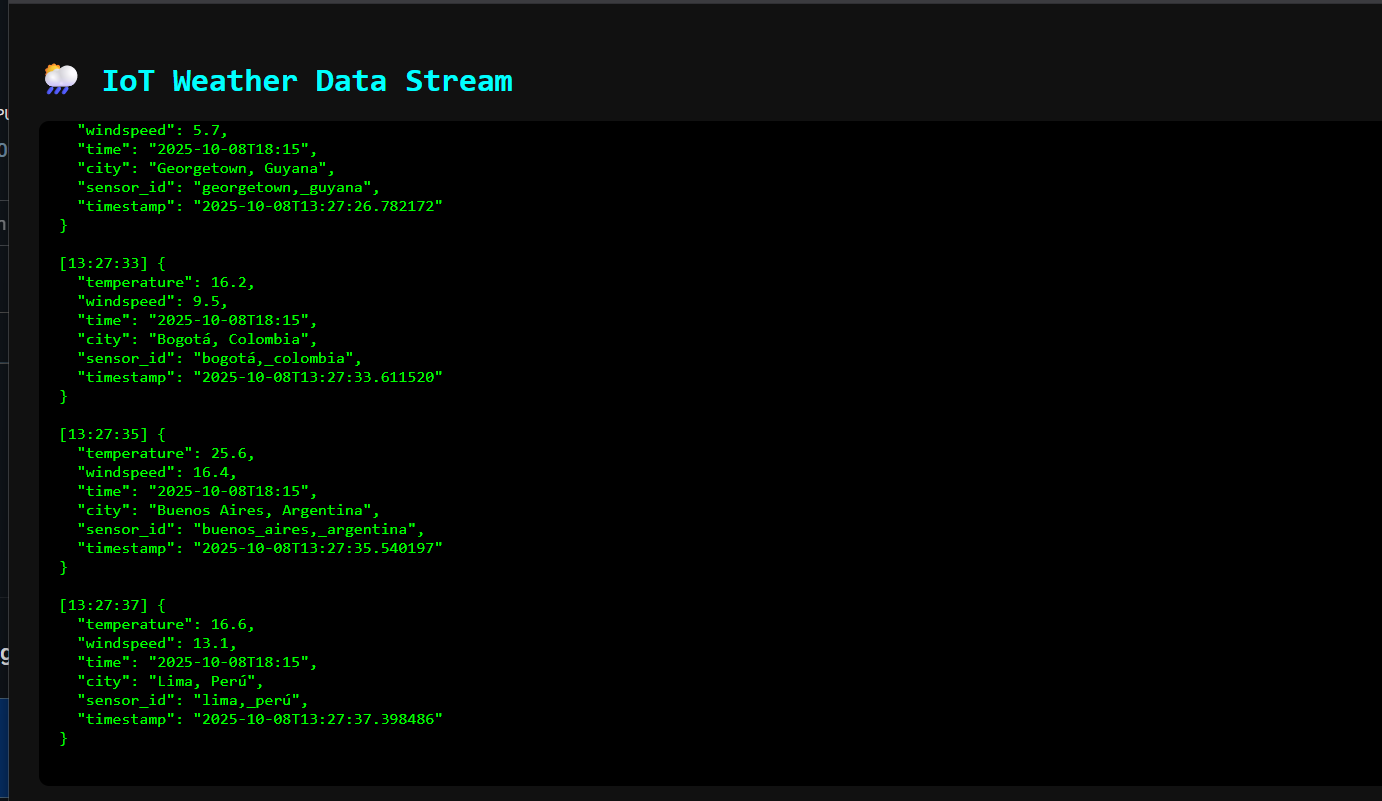 IoT Weather Data Stream
"windspeed": 5.7,
"time": "2025-10-08T18:15",
"city": "Georgetown, Guyana",
"sensor_id": "georgetown,_guyana",
"timestamp": "2025-10-08T13:27:26.782172"
}
[13:27:33] {
"temperature": 16.2,
"windspeed": 9.5,
"time": "2025-10-08T18:15",
"city": "Bogotá, Colombia",
"sensor_id": "bogotá,_colombia",
"timestamp": "2025-10-08T13:27:33.611520"
}
[13:27:35] {
"temperature": 25.6,
"windspeed": 16.4,
"time": "2025-10-08T18:15",
"city": "Buenos Aires, Argentina",
"sensor_id": "buenos_aires,_argentina",
"timestamp": "2025-10-08T13:27:35.540197"
}
[13:27:37] {
"temperature": 16.6,
"windspeed": 13.1,
"time": "2025-10-08T18:15",
"city": "Lima, Perú",
"sensor_id": "lima,_perú",
"timestamp": "2025-10-08T13:27:37.398486"
}